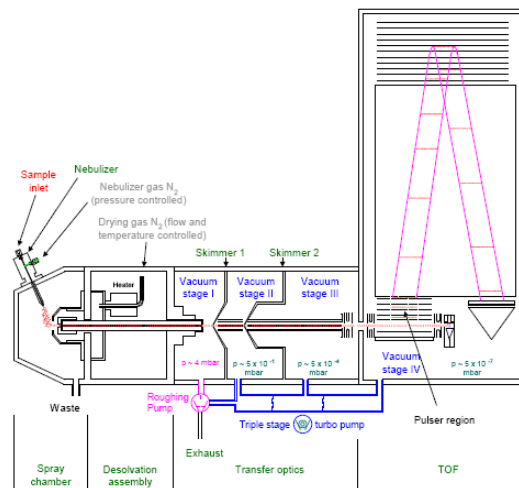 Sample
inlet
Nebulizer
Nebulizer gas N2
(pressure controlled)
Drying gas N2 (flow and
temperature controlled)
Skimmer 1
Skimmer 2
Heater
Vacuum
stage I
Vacuum
stage II
Vacuum
stage III
p ~ 4 mbar
p ~ 5 x 10-1
mbar
p ~ 5 x 10-4
mbar
Vacuum
stage IV
p ~ 5 x 10-7
mbar
Waste
Roughing
Pump
Pulser region
Triple stage turbo pump
Exhaust
Spray
chamber
Desolvation
assembly
Transfer optics
TOF